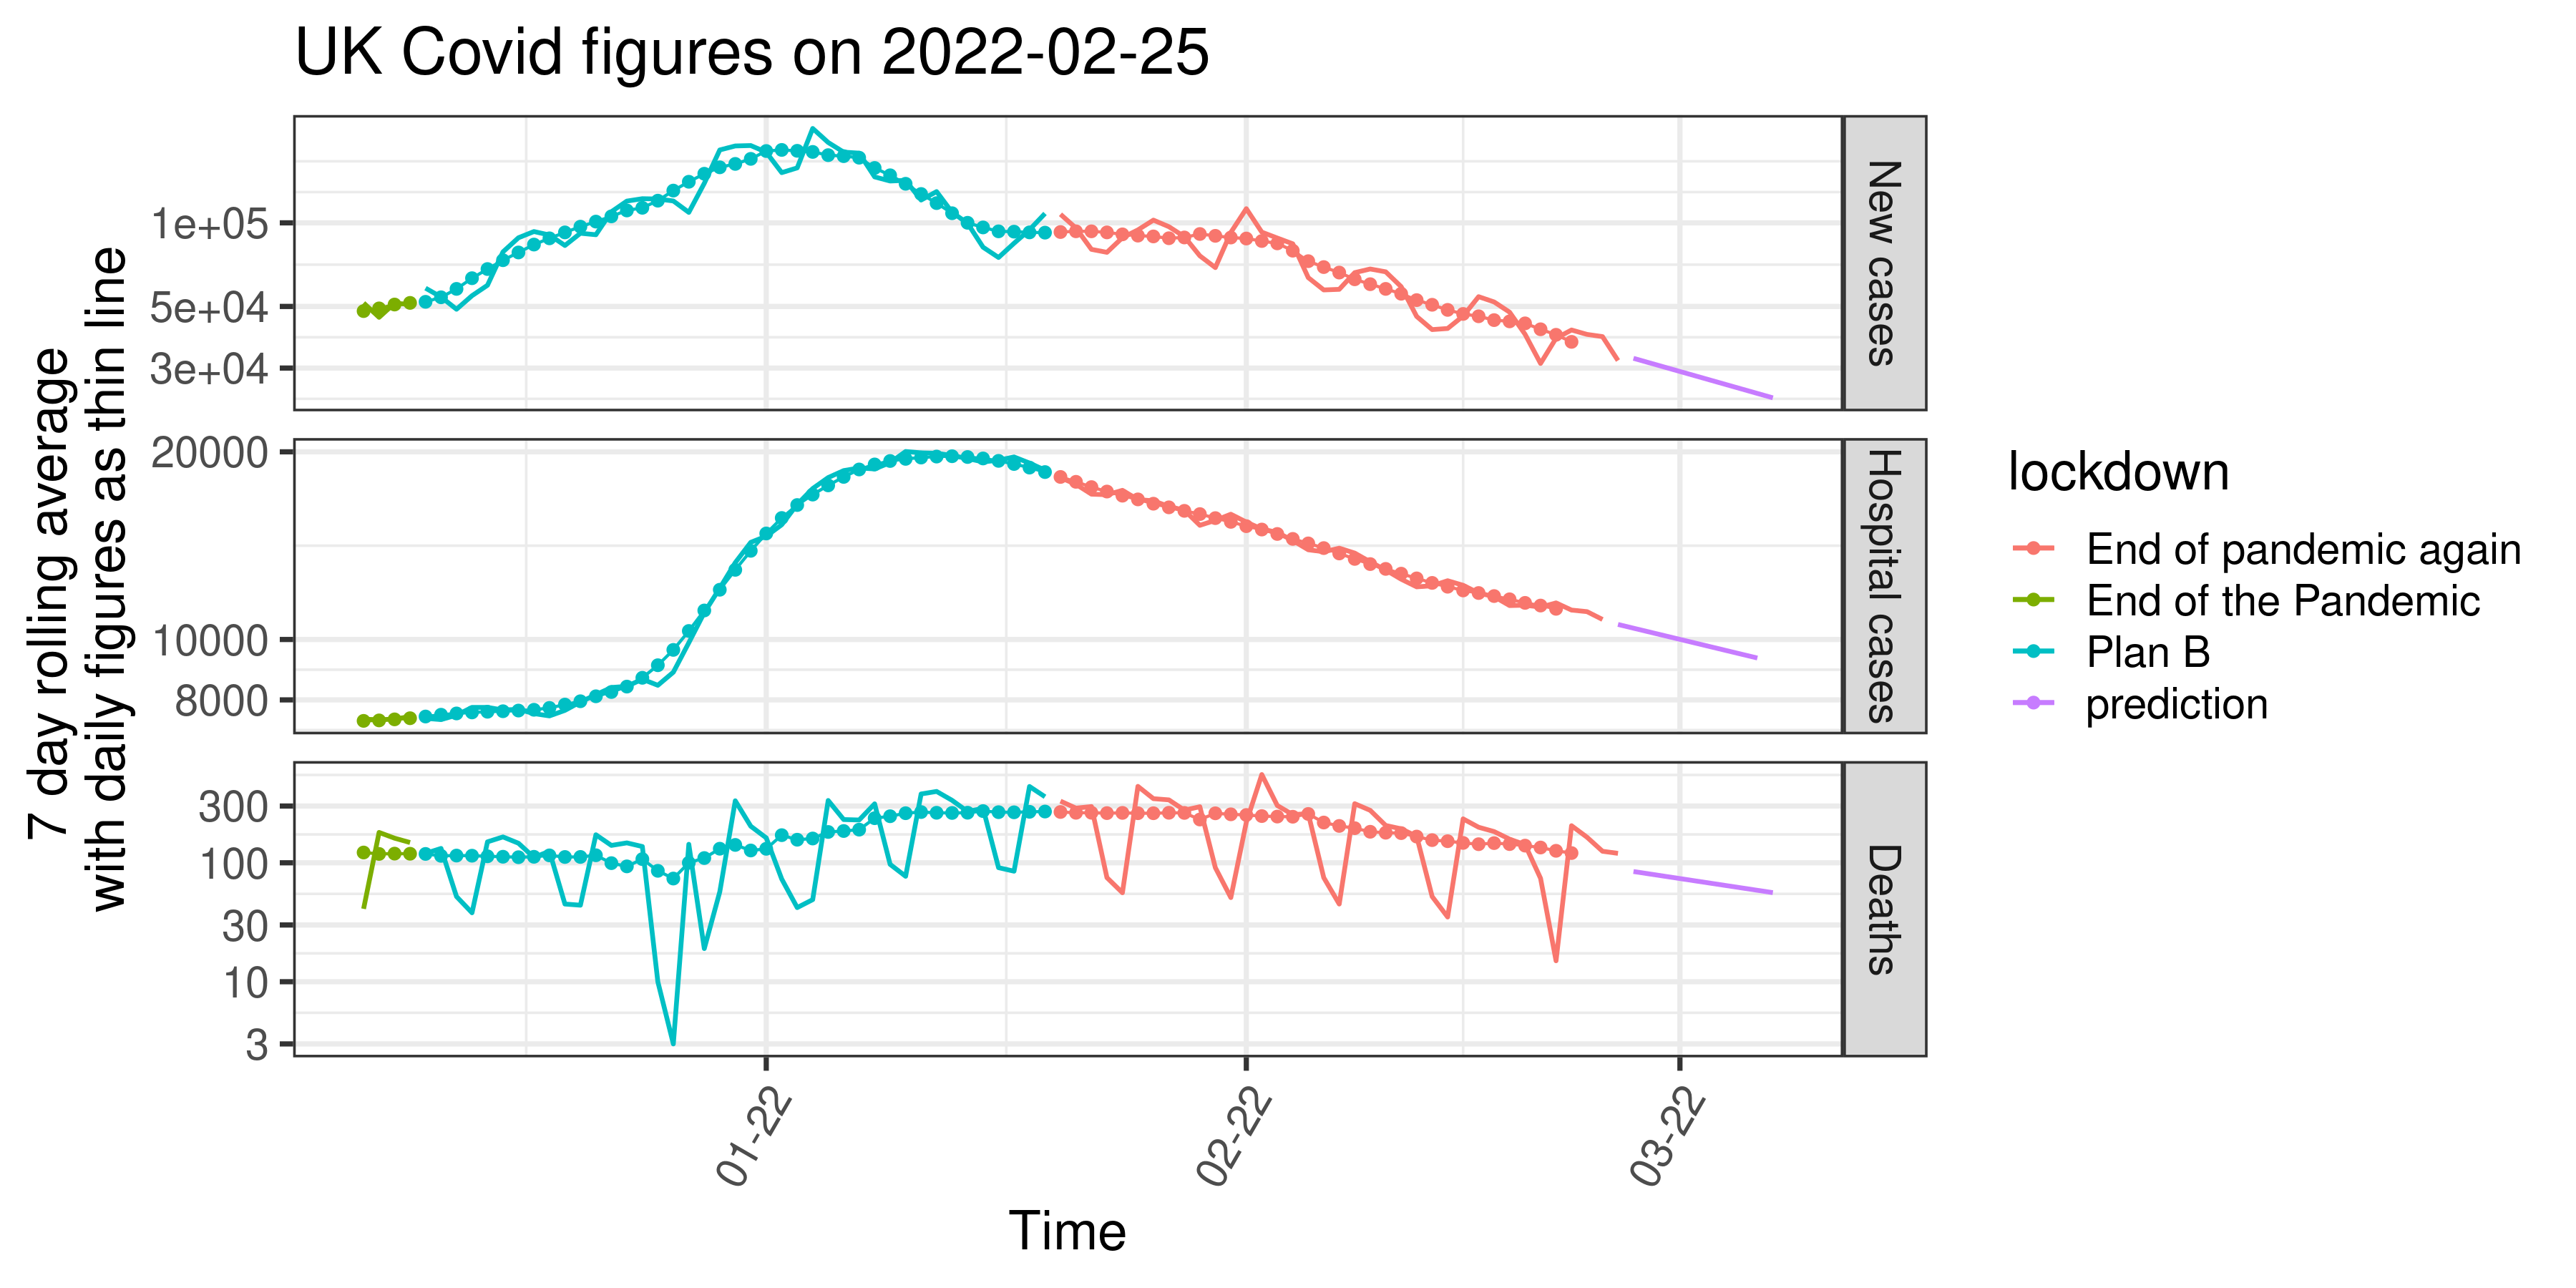 UK Covid figures on 2022-02-25
7 day rolling average
with daily figures as thin line
1e+05
5e+04
3e+04
New cases
20000
10000
8000
Hospital cases
300
100
30
10
3
Deaths
01-22
02-22
03-22
Time
lockdown
End of pandemic again
End of the Pandemic
Plan B
prediction